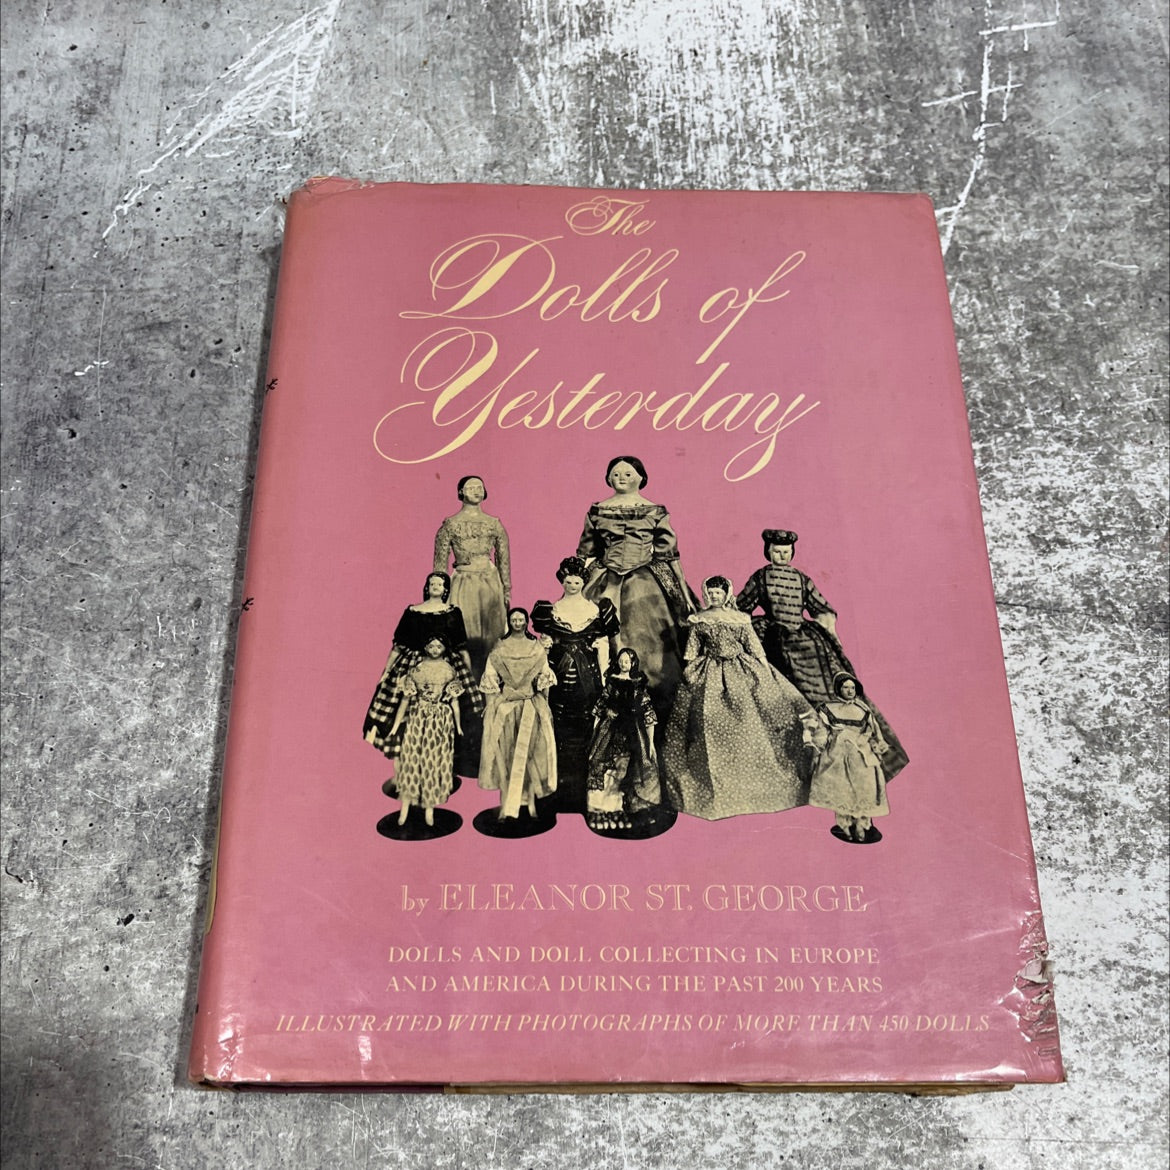 The
Dolls of
Yesterday
by ELEANOR ST. GEORGE
DOLLS AND DOLL COLLECTING IN EUROPE
AND AMERICA DURING THE PAST 200 YEARS
ILLUSTRATED WITH PHOTOGRAPHS OF MORE THAN 450 DOLLS